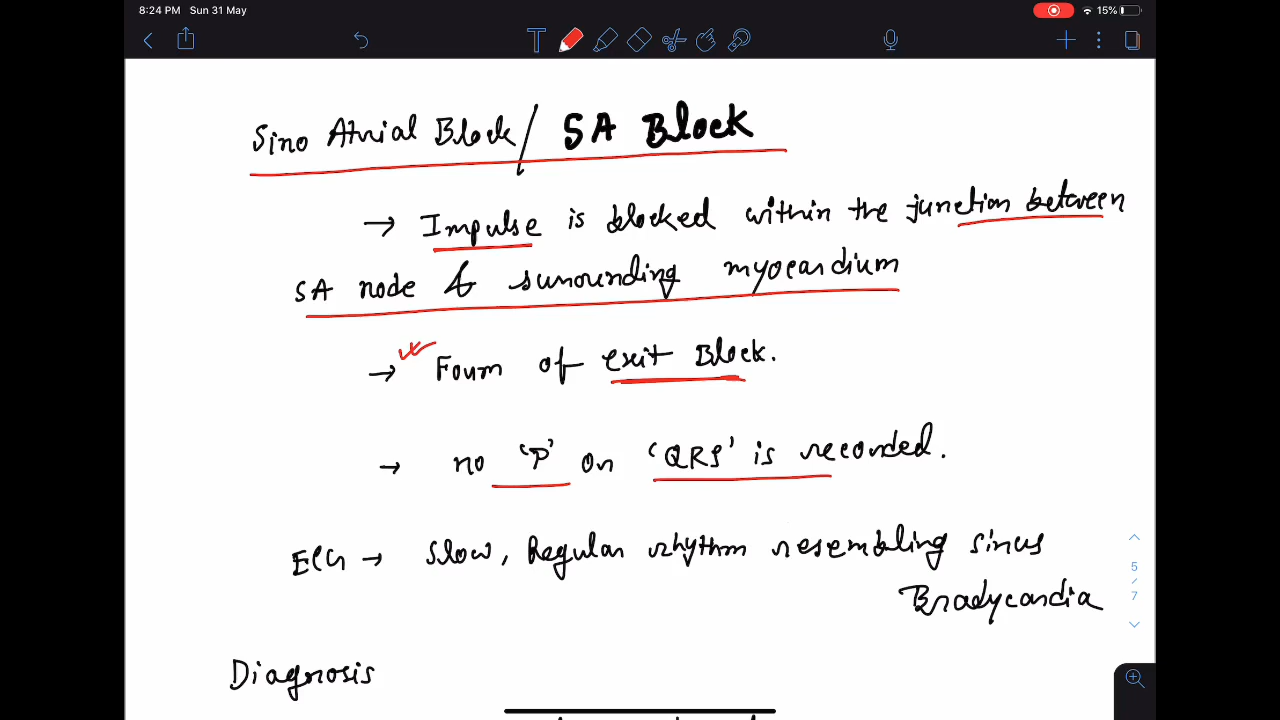 8:24 PM Sun 31 May 15%
Sino Atrial Block/ SA Block
→ Impulse is blocked within the junction between
SA node & surrounding myocardium
→ Form of exit Block.
→ no 'P' or 'QRS' is recorded.
ECG → Slow, Regular rhythm resembling sinus
Bradycardia
5
/
7
Diagnosis